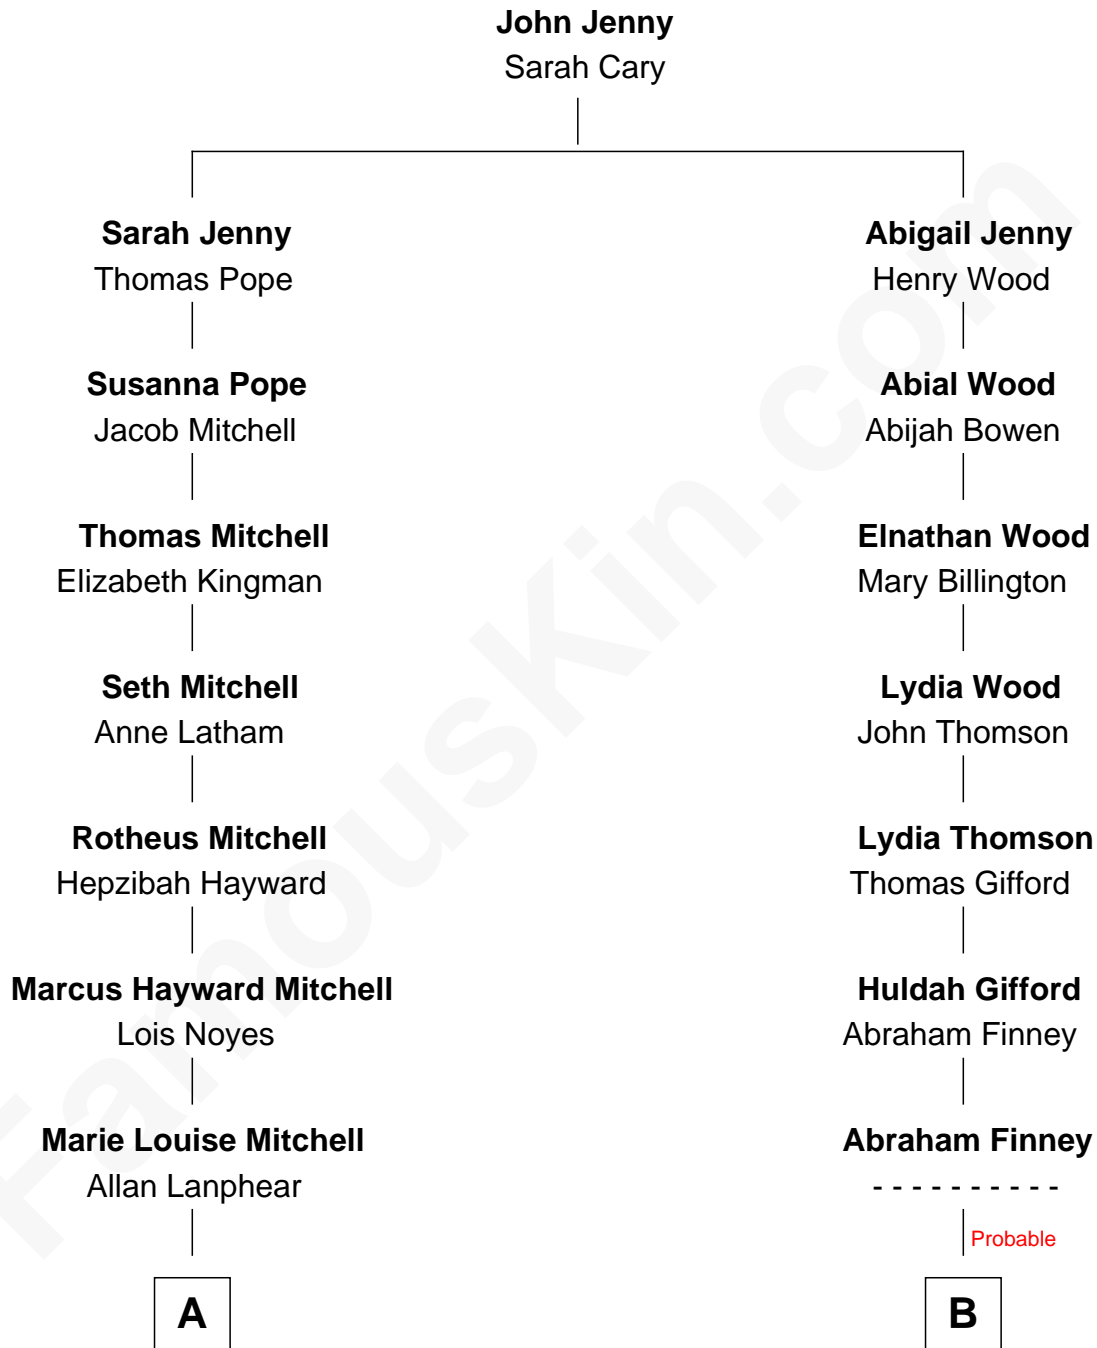 John Jenny
Sarah Cary
Sarah Jenny
Thomas Pope
Abigail Jenny
Henry Wood
Susanna Pope
Jacob Mitchell
Abial Wood
Abijah Bowen
Thomas Mitchell
Elizabeth Kingman
Elnathan Wood
Mary Billington
Seth Mitchell
Anne Latham
Lydia Wood
John Thomson
Rotheus Mitchell
Hepzibah Hayward
Lydia Thomson
Thomas Gifford
Marcus Hayward Mitchell
Lois Noyes
Huldah Gifford
Abraham Finney
Marie Louise Mitchell
Allan Lanphear
Abraham Finney
- - - - - - - - - -
Probable
A
B
FamousKin.com